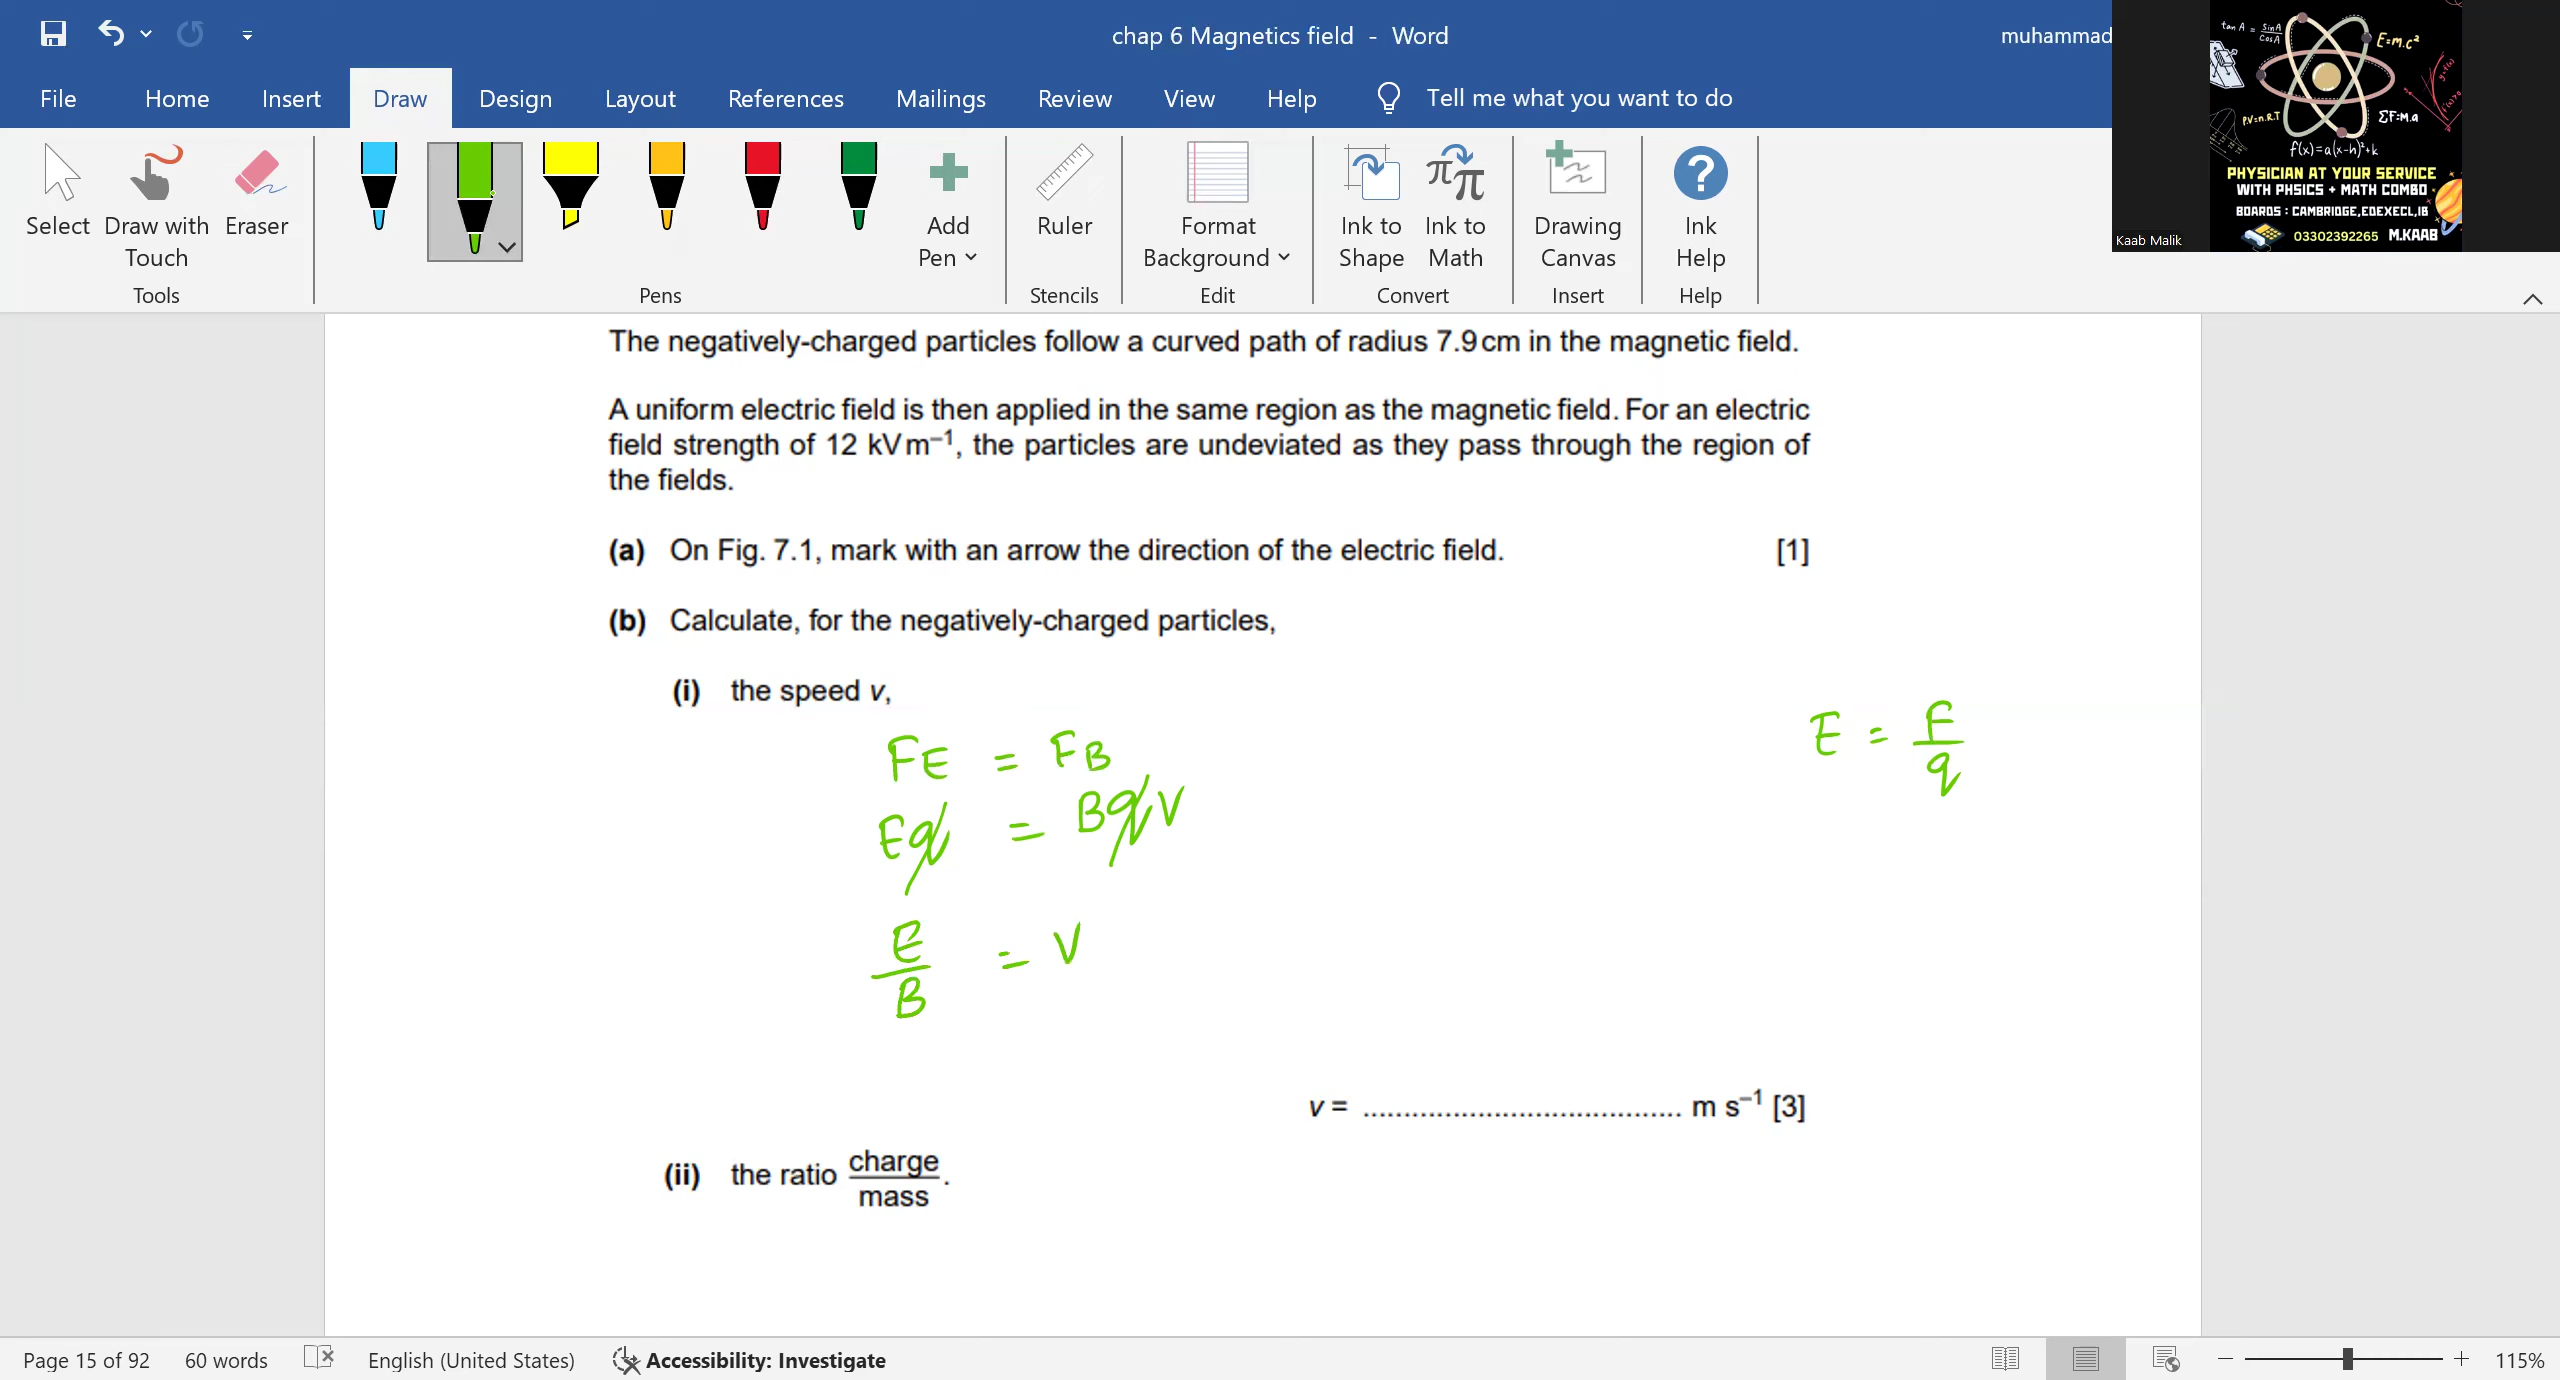 chap 6 Magnetics field - Word
muhammad
File Home Insert Draw Design Layout References Mailings Review View Help Tell me what you want to do
Select Draw with Touch Eraser
Add Pen
Ruler
Format Background
Ink to Shape
Ink to Math
Drawing Canvas
Ink Help
Tools Pens Stencils Edit Convert Insert Help
tan A = sinA/cosA
E=m.c²
P.V=n.R.T
ΣF=M.a
f(x)=a(x-h)²+k
PHYSICIAN AT YOUR SERVICE
WITH PHSICS + MATH COMBO
BOARDS : CAMBRIDGE,EDEXECL,IB
03302392265 M.KAAB
Kaab Malik
The negatively-charged particles follow a curved path of radius 7.9 cm in the magnetic field.
A uniform electric field is then applied in the same region as the magnetic field. For an electric
field strength of 12 kV m⁻¹, the particles are undeviated as they pass through the region of
the fields.
(a) On Fig. 7.1, mark with an arrow the direction of the electric field. [1]
(b) Calculate, for the negatively-charged particles,
(i) the speed v,
FE = FB
Eq = BqV
E/B = V
E = F/q
v = ....................................... m s⁻¹ [3]
(ii) the ratio charge/mass.
Page 15 of 92 60 words English (United States) Accessibility: Investigate 115%